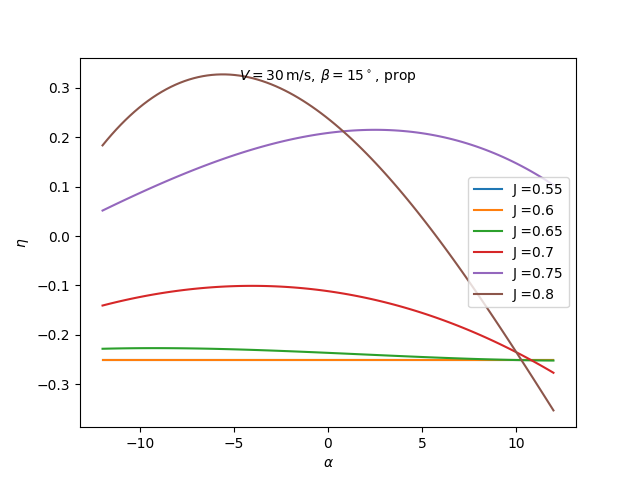 V = 30 m/s, β = 15°, prop
0.3
0.2
0.1
0.0
−0.1
−0.2
−0.3
η
J =0.55
J =0.6
J =0.65
J =0.7
J =0.75
J =0.8
−10
−5
0
5
10
α